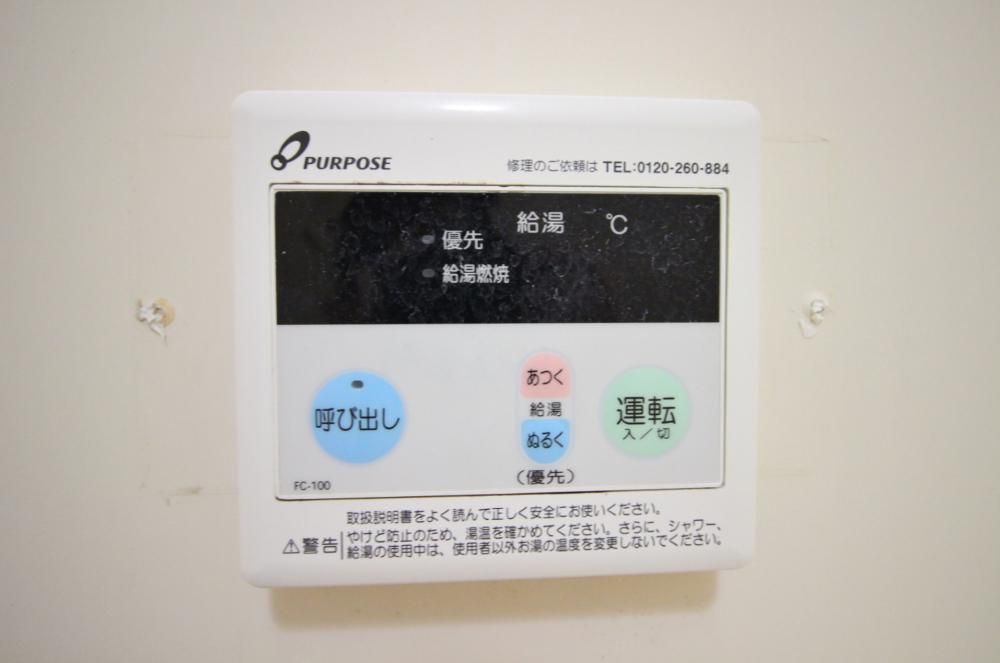 PURPOSE
修理のご依頼は TEL:0120-260-884
給湯 ℃
優先
給湯燃焼
呼び出し
あつく
給湯
ぬるく
(優先)
運転
入/切
FC-100
取扱説明書をよく読んで正しく安全にお使いください。
⚠警告
やけど防止のため、湯温を確かめてください。さらに、シャワー、
給湯の使用中は、使用者以外お湯の温度を変更しないでください。